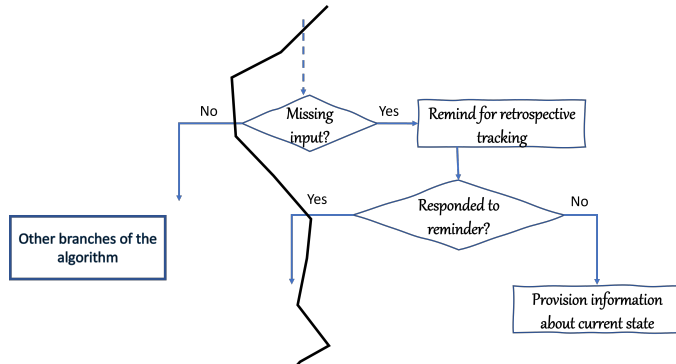 No
Missing
input?
Yes
Remind for retrospective
tracking
Yes
Responded to
reminder?
No
Other branches of the
algorithm
Provision information
about current state